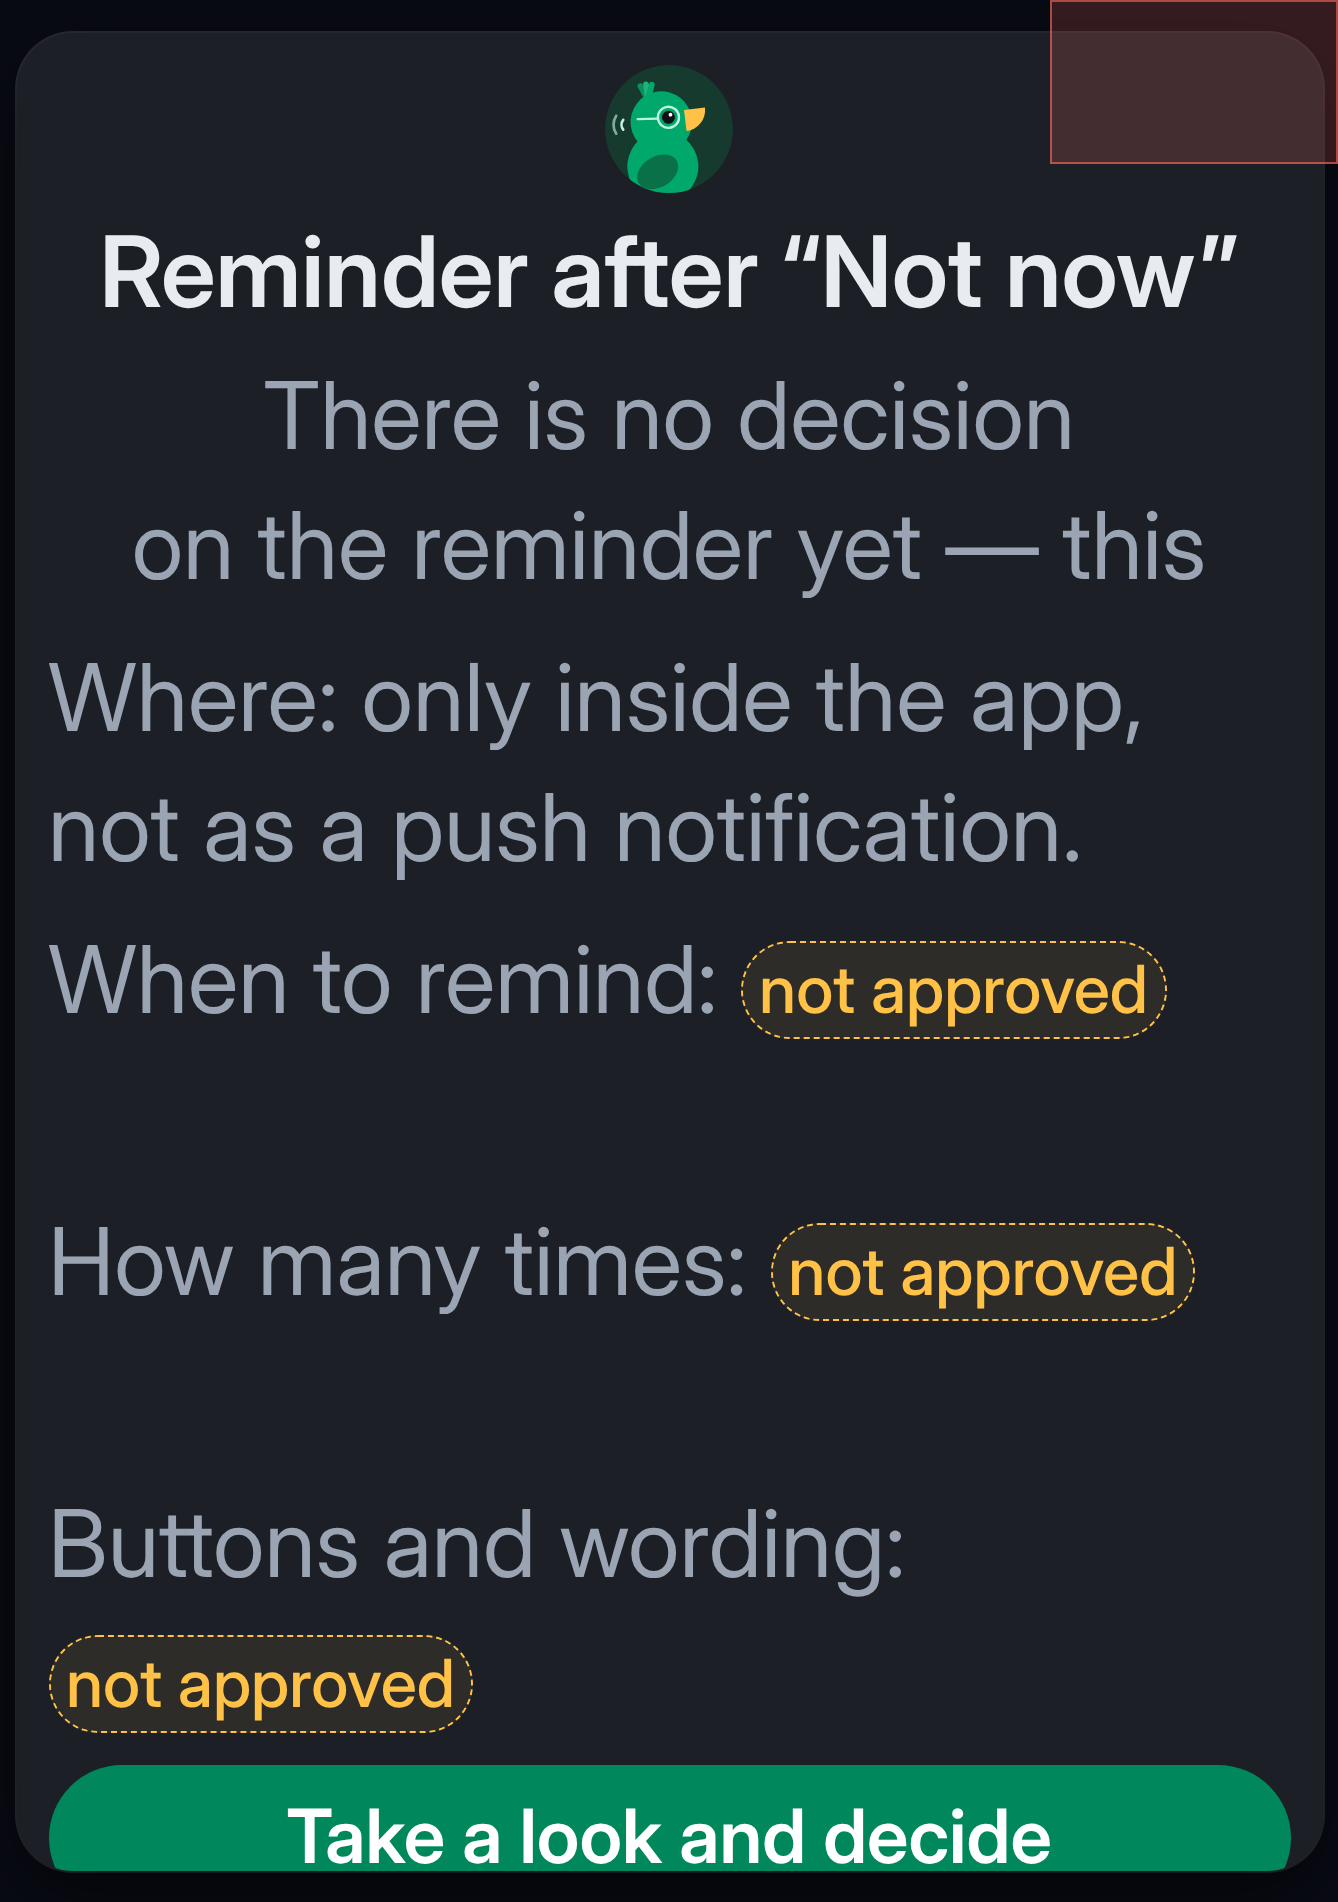 Reminder after “Not now”
There is no decision
on the reminder yet — this
Where: only inside the app,
not as a push notification.
When to remind: not approved
How many times: not approved
Buttons and wording:
not approved
Take a look and decide